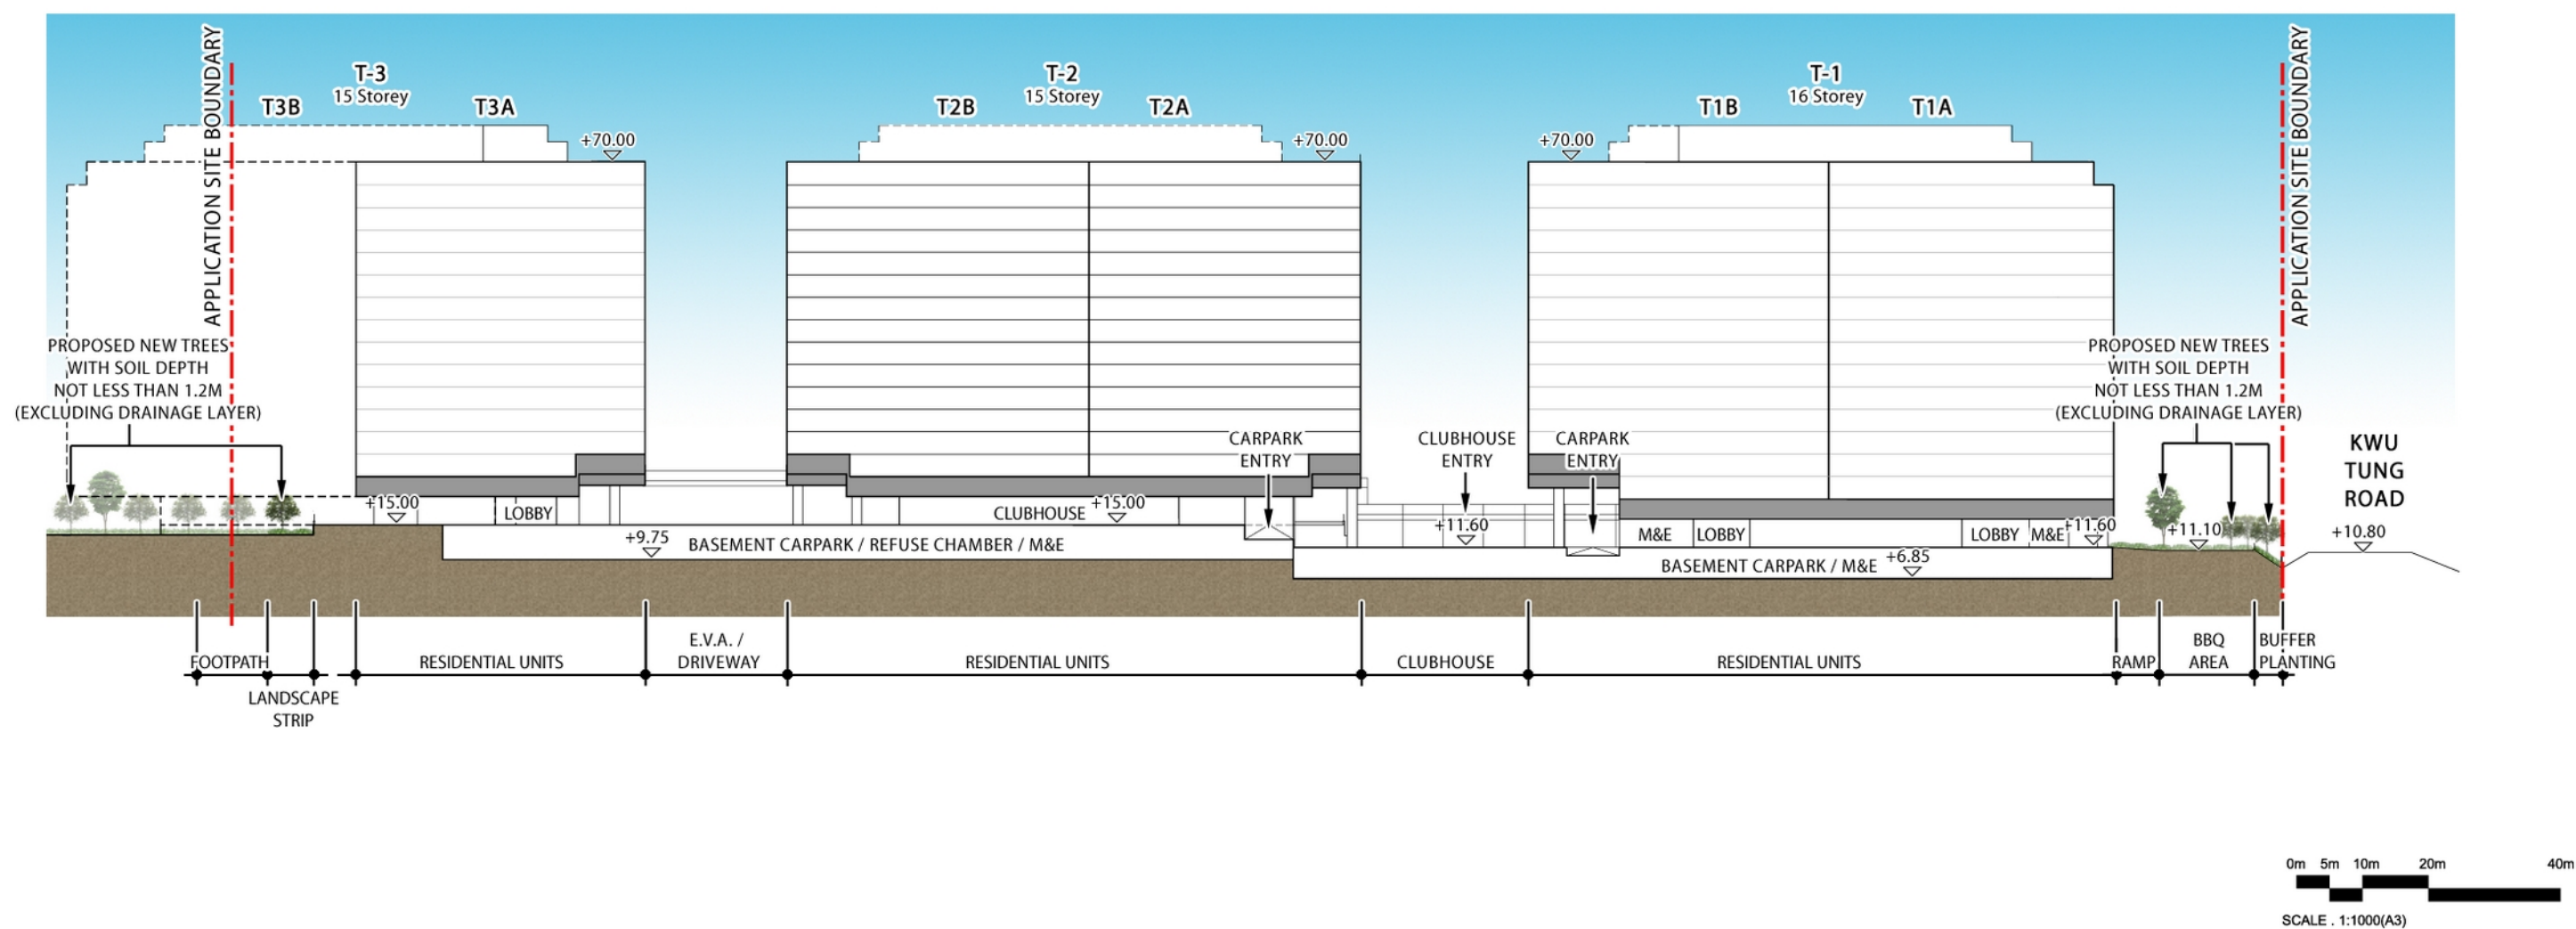 APPLICATION SITE BOUNDARY
T-3
15 Storey
T3B
T3A
+70.00
T-2
15 Storey
T2B
T2A
+70.00
T-1
16 Storey
T1B
T1A
+70.00
APPLICATION SITE BOUNDARY
PROPOSED NEW TREES
WITH SOIL DEPTH
NOT LESS THAN 1.2M
(EXCLUDING DRAINAGE LAYER)
CARPARK
ENTRY
CLUBHOUSE
ENTRY
CARPARK
ENTRY
PROPOSED NEW TREES
WITH SOIL DEPTH
NOT LESS THAN 1.2M
(EXCLUDING DRAINAGE LAYER)
KWU
TUNG
ROAD
+10.80
+15.00
LOBBY
CLUBHOUSE
+15.00
+11.60
M&E
LOBBY
LOBBY
M&E
+11.60
+11.10
+9.75
BASEMENT CARPARK / REFUSE CHAMBER / M&E
BASEMENT CARPARK / M&E
+6.85
FOOTPATH
LANDSCAPE
STRIP
RESIDENTIAL UNITS
E.V.A. /
DRIVEWAY
RESIDENTIAL UNITS
CLUBHOUSE
RESIDENTIAL UNITS
RAMP
BBQ
AREA
BUFFER
PLANTING
0m 5m 10m 20m 40m
SCALE . 1:1000(A3)